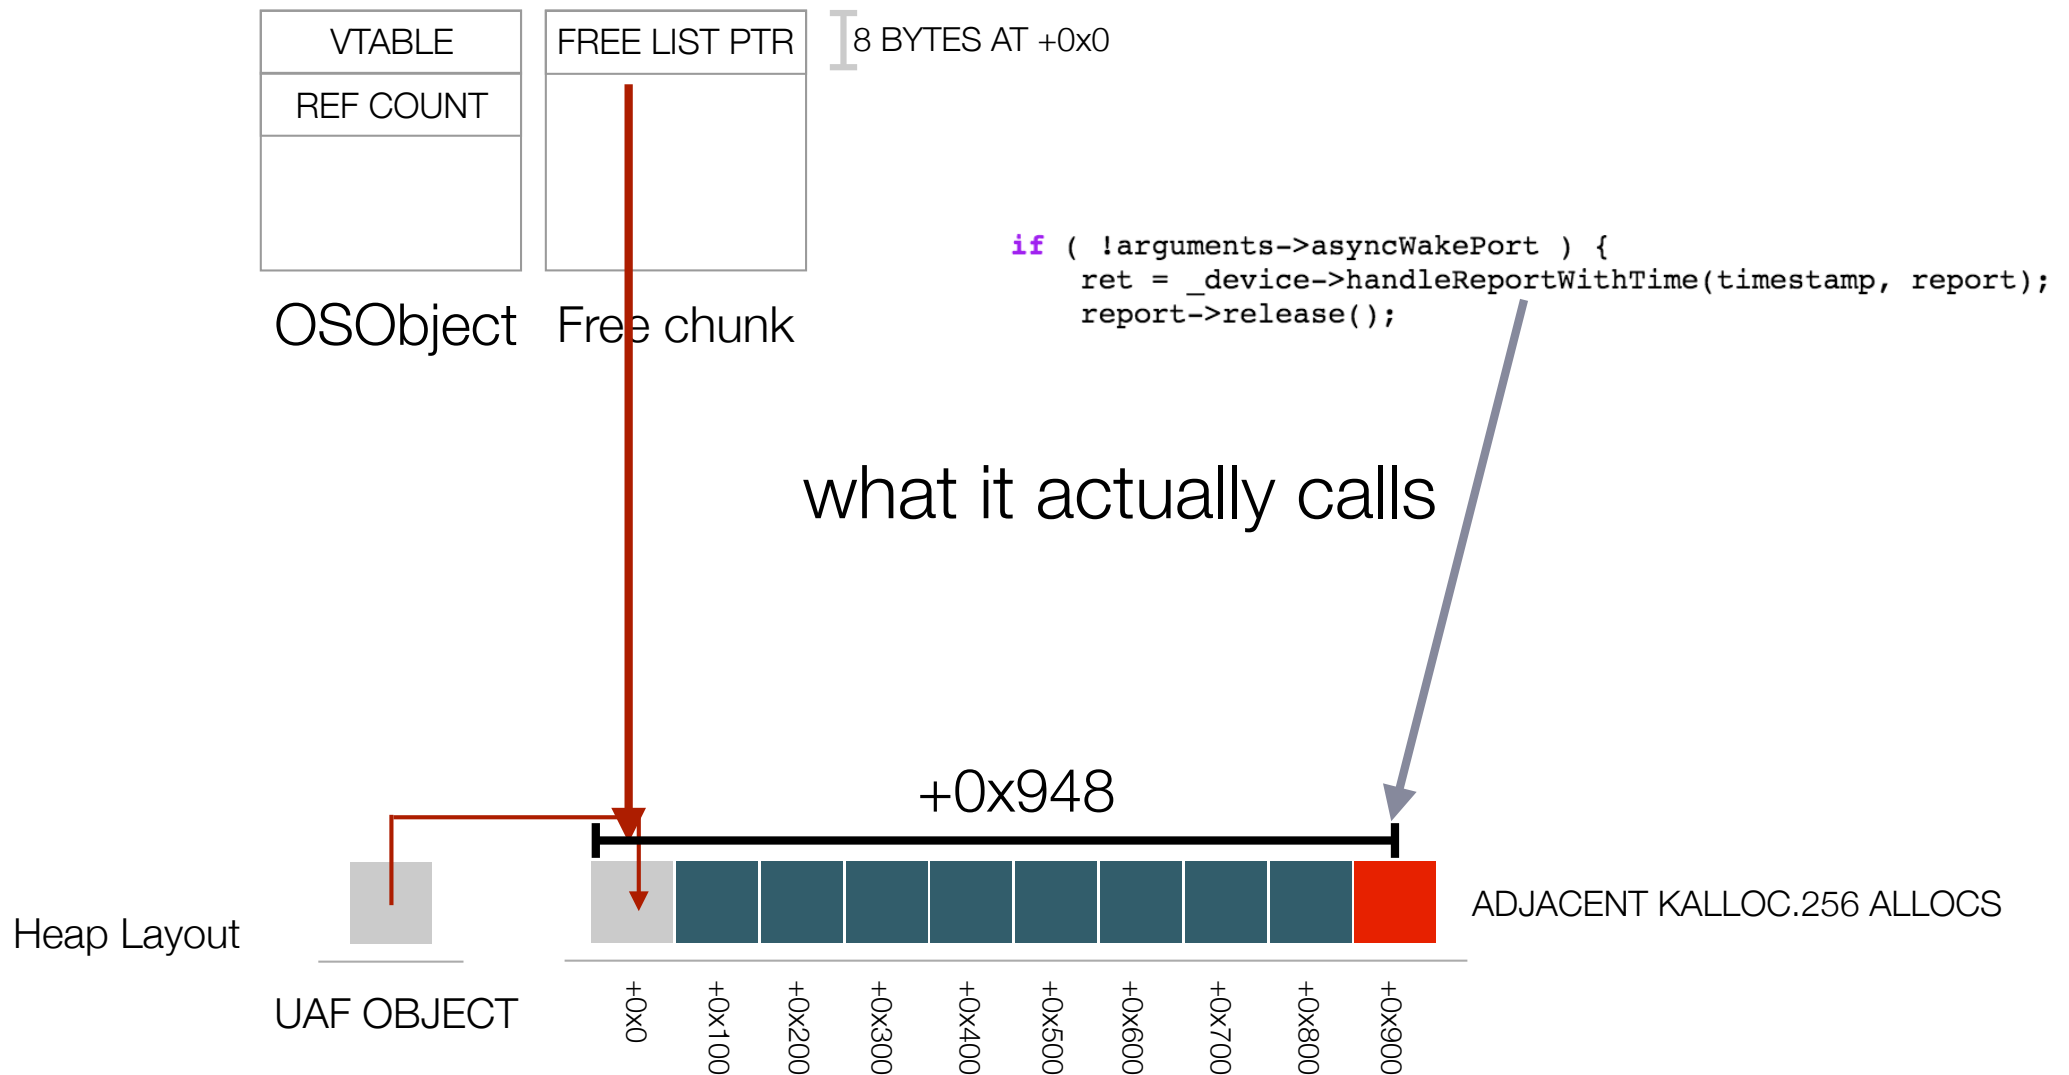 VTABLE
FREE LIST PTR
8 BYTES AT +0x0
REF COUNT
OSObject
Free chunk
if ( !arguments->asyncWakePort ) {
ret = _device->handleReportWithTime(timestamp, report);
report->release();
what it actually calls
+0x948
Heap Layout
ADJACENT KALLOC.256 ALLOCS
UAF OBJECT
+0x0
+0x100
+0x200
+0x300
+0x400
+0x500
+0x600
+0x700
+0x800
+0x900